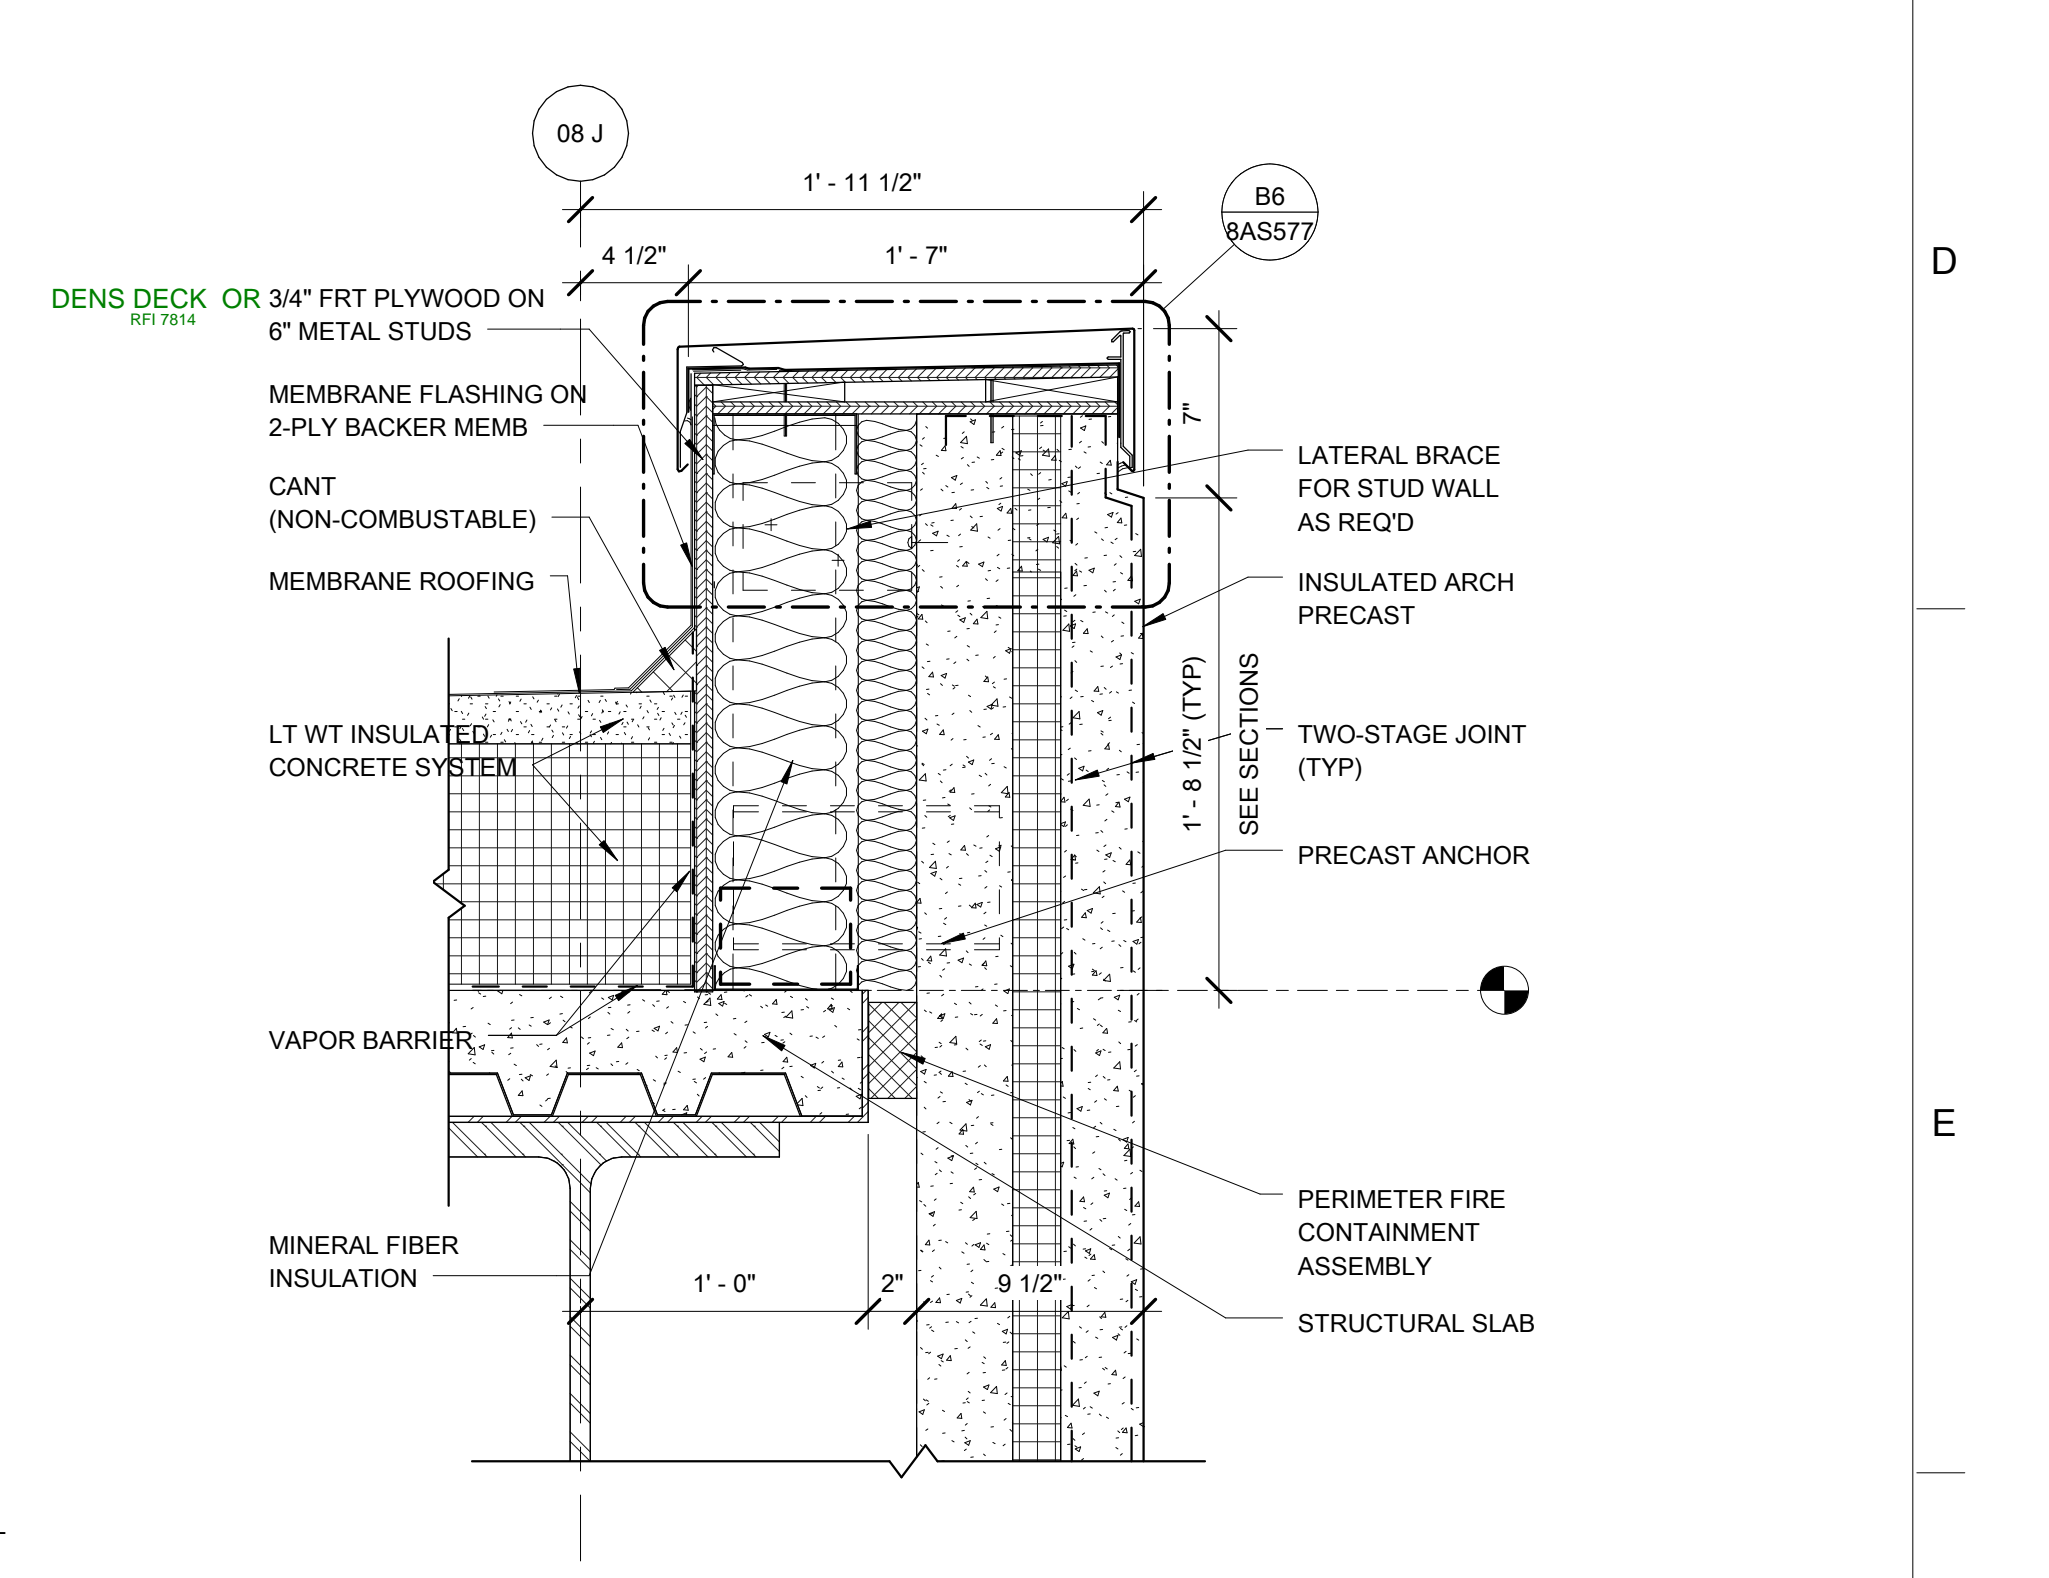 08 J
1' - 11 1/2"
B6
8AS577
4 1/2"
1' - 7"
D
DENS DECK OR
RFI 7814
3/4" FRT PLYWOOD ON
6" METAL STUDS
MEMBRANE FLASHING ON
2-PLY BACKER MEMB
CANT
(NON-COMBUSTABLE)
MEMBRANE ROOFING
LT WT INSULATED
CONCRETE SYSTEM
VAPOR BARRIER
MINERAL FIBER
INSULATION
7"
1' - 8 1/2" (TYP)
SEE SECTIONS
LATERAL BRACE
FOR STUD WALL
AS REQ'D
INSULATED ARCH
PRECAST
TWO-STAGE JOINT
(TYP)
PRECAST ANCHOR
E
PERIMETER FIRE
CONTAINMENT
ASSEMBLY
STRUCTURAL SLAB
1' - 0"
2"
9 1/2"